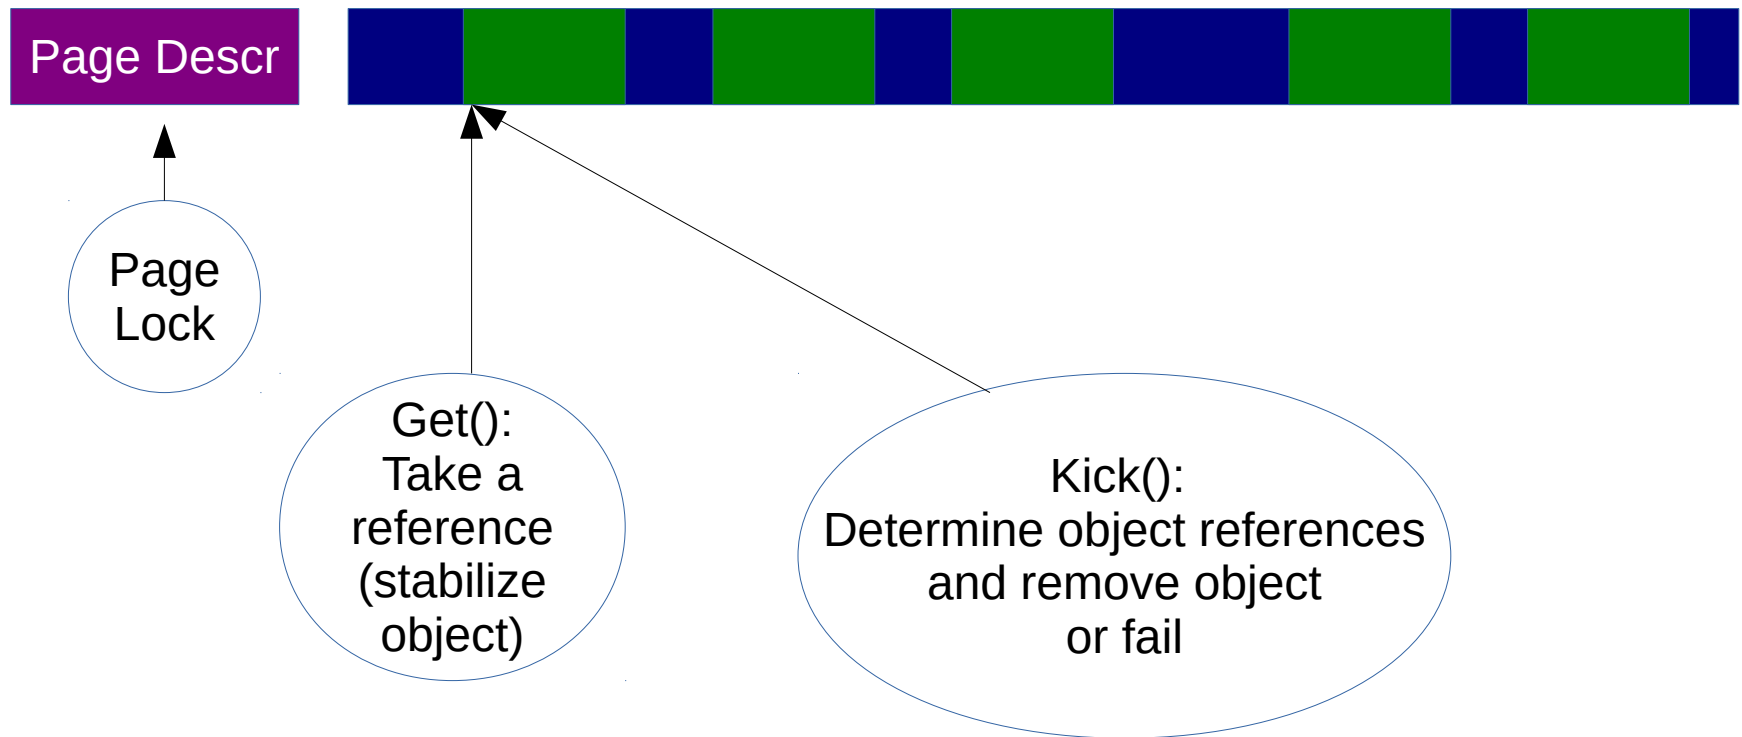 Page Descr
Page
Lock
Get():
Take a
reference
(stabilize
object)
Kick():
Determine object references
and remove object
or fail